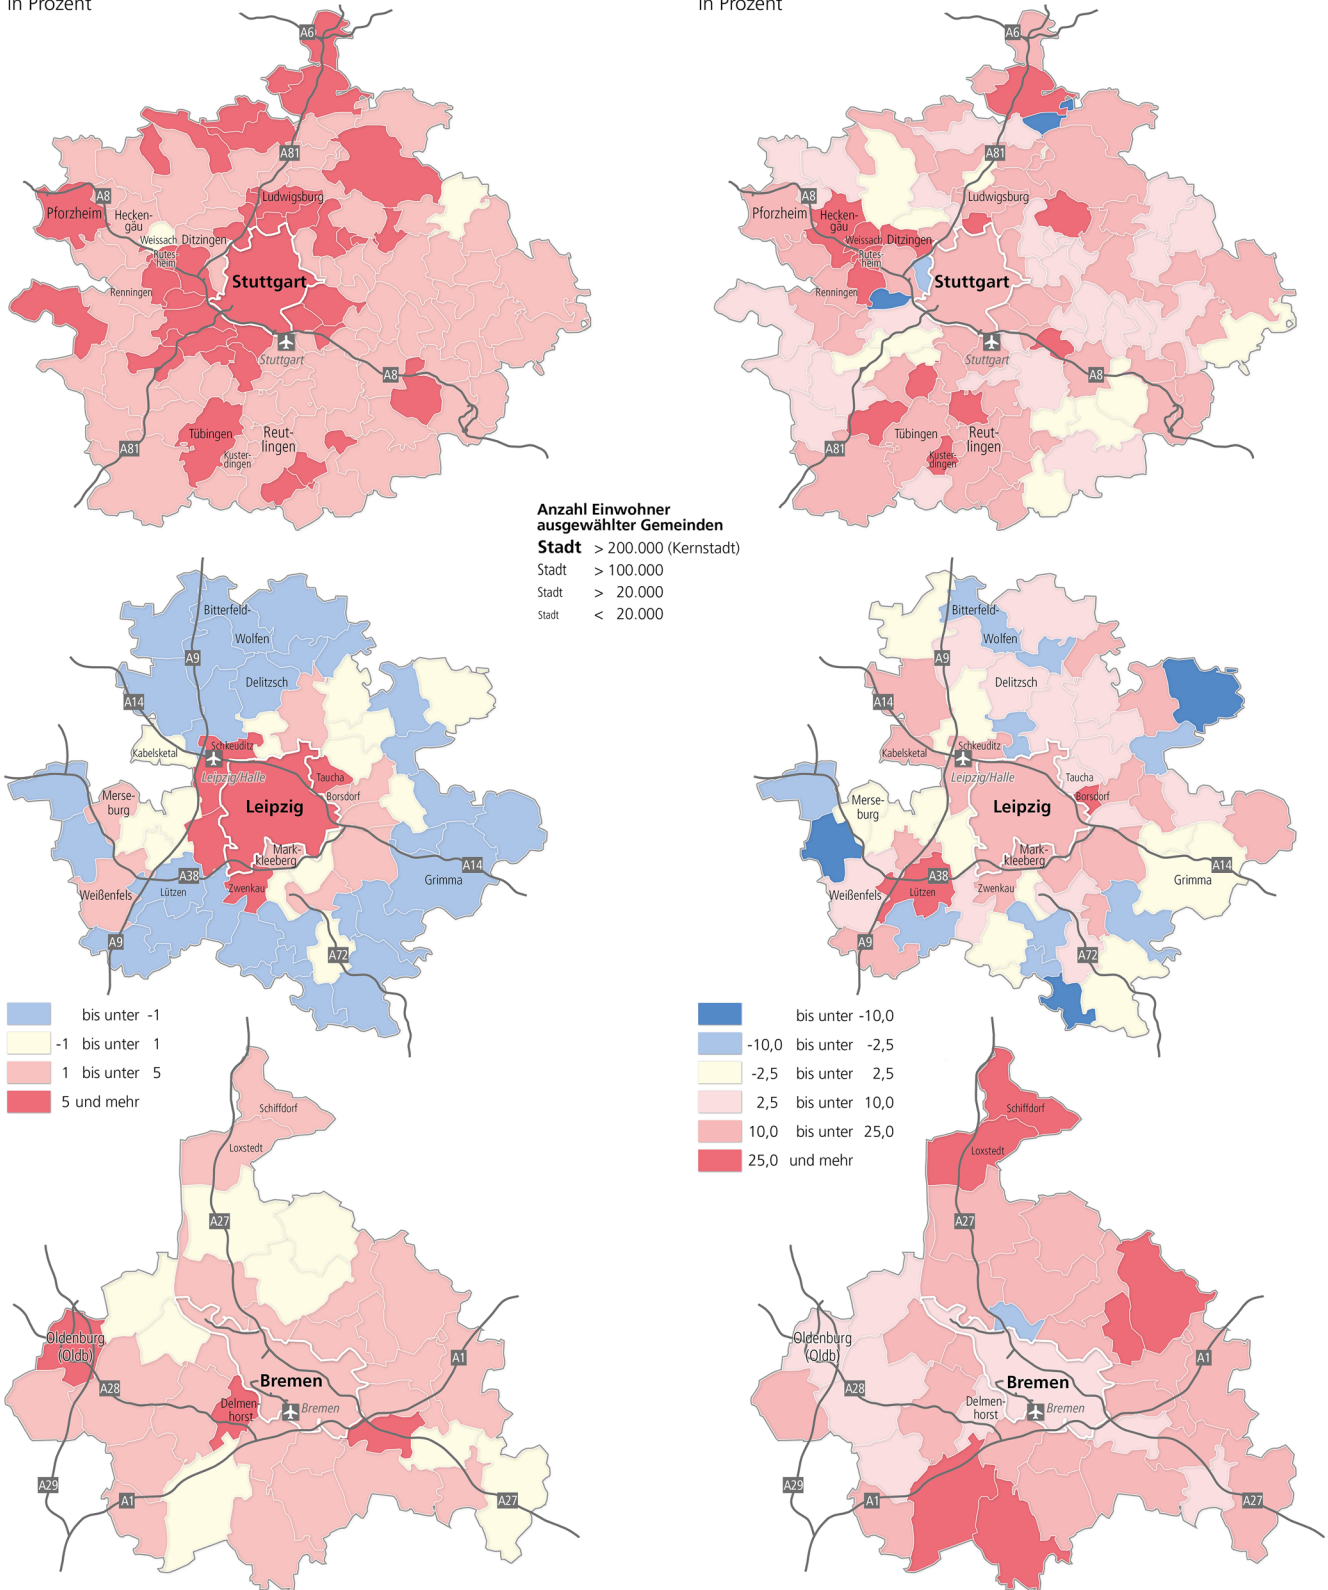 in Prozent
in Prozent
A6
A81
A8
Pforzheim
Hecken-
gäu
Weissach
Ditzingen
Rutes-
heim
Renningen
Ludwigsburg
Stuttgart
Stuttgart
A8
Tübingen
Reut-
lingen
Kuster-
dingen
A81
A6
A81
A8
Pforzheim
Hecken-
gäu
Weissach
Ditzingen
Rutes-
heim
Renningen
Ludwigsburg
Stuttgart
Stuttgart
A8
Tübingen
Reut-
lingen
Kuster-
dingen
A81
Anzahl Einwohner
ausgewählter Gemeinden
Stadt > 200.000 (Kernstadt)
Stadt > 100.000
Stadt > 20.000
Stadt < 20.000
Bitterfeld-
Wolfen
A9
Delitzsch
A14
Kabelsketal
Schkeuditz
Leipzig/Halle
Taucha
Borsdorf
Merse-
burg
Leipzig
Mark-
kleeberg
A14
A38
Grimma
Weißenfels
Lützen
Zwenkau
A9
A72
Bitterfeld-
Wolfen
A9
Delitzsch
A14
Kabelsketal
Schkeuditz
Leipzig/Halle
Taucha
Borsdorf
Merse-
burg
Leipzig
Mark-
kleeberg
A14
A38
Grimma
Weißenfels
Lützen
Zwenkau
A9
A72
bis unter -1
-1 bis unter 1
1 bis unter 5
5 und mehr
bis unter -10,0
-10,0 bis unter -2,5
-2,5 bis unter 2,5
2,5 bis unter 10,0
10,0 bis unter 25,0
25,0 und mehr
Schiffdorf
Loxstedt
A27
Oldenburg
(Oldb)
A1
A28
Bremen
Delmen-
horst
Bremen
A29
A1
A27
Schiffdorf
Loxstedt
A27
Oldenburg
(Oldb)
A1
A28
Bremen
Delmen-
horst
Bremen
A29
A1
A27